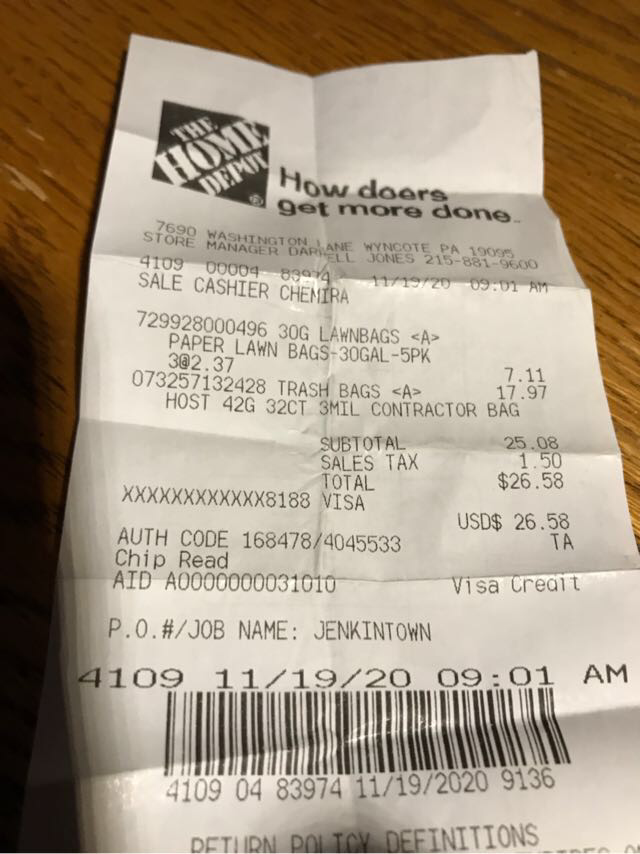 THE
HOME
DEPOT
®
How doers
get more done™
7690 WASHINGTON LANE WYNCOTE PA 19095
STORE MANAGER DARRELL JONES 215-881-9600
4109 00004 83974 11/19/20 09:01 AM
SALE CASHIER CHEMIRA
729928000496 30G LAWNBAGS <A>
PAPER LAWN BAGS-30GAL-5PK
3@2.37 7.11
073257132428 TRASH BAGS <A> 17.97
HOST 42G 32CT 3MIL CONTRACTOR BAG
SUBTOTAL 25.08
SALES TAX 1.50
TOTAL $26.58
XXXXXXXXXXXX8188 VISA
USD$ 26.58
AUTH CODE 168478/4045533 TA
Chip Read
AID A0000000031010 Visa Credit
P.O.#/JOB NAME: JENKINTOWN
4109 11/19/20 09:01 AM
4109 04 83974 11/19/2020 9136
RETURN POLICY DEFINITIONS